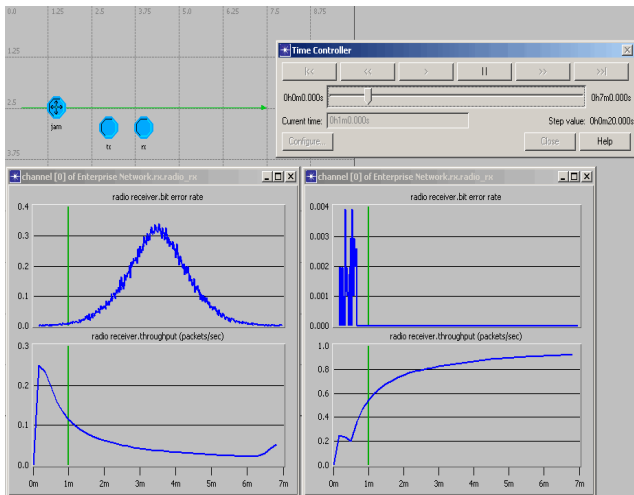 0.0 1.25 2.5 3.75 5.0 6.25 7.5 8.75
1.25
2.5
3.75
jam
tx
rx
Time Controller
|<< << > || >> >>|
0h0m0.000s 0h7m0.000s
Current time: 0h1m0.000s Step value: 0h0m20.000s
Configure... Close Help
channel [0] of Enterprise Network.rx.radio_rx
radio receiver.bit error rate
0.4
0.3
0.2
0.1
0.0
radio receiver.throughput (packets/sec)
0.3
0.2
0.1
0.0
0m 1m 2m 3m 4m 5m 6m 7m
channel [0] of Enterprise Network.rx.radio_rx
radio receiver.bit error rate
0.004
0.003
0.002
0.001
0.000
radio receiver.throughput (packets/sec)
1.0
0.8
0.6
0.4
0.2
0.0
0m 1m 2m 3m 4m 5m 6m 7m